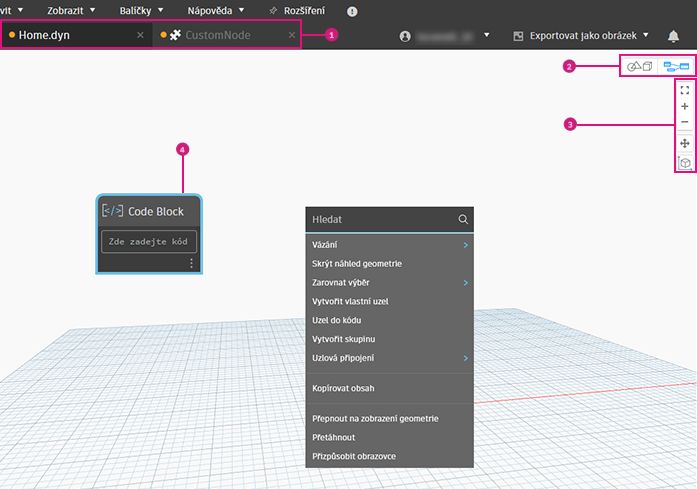 vit Zobrazit Balíčky Nápověda Rozšíření
Home.dyn CustomNode 1
Exportovat jako obrázek
2
3
4
Code Block
Zde zadejte kód
Hledat
Vázání
Skrýt náhled geometrie
Zarovnat výběr
Vytvořit vlastní uzel
Uzel do kódu
Vytvořit skupinu
Uzlová připojení
Kopírovat obsah
Přepnout na zobrazení geometrie
Přetáhnout
Přizpůsobit obrazovce